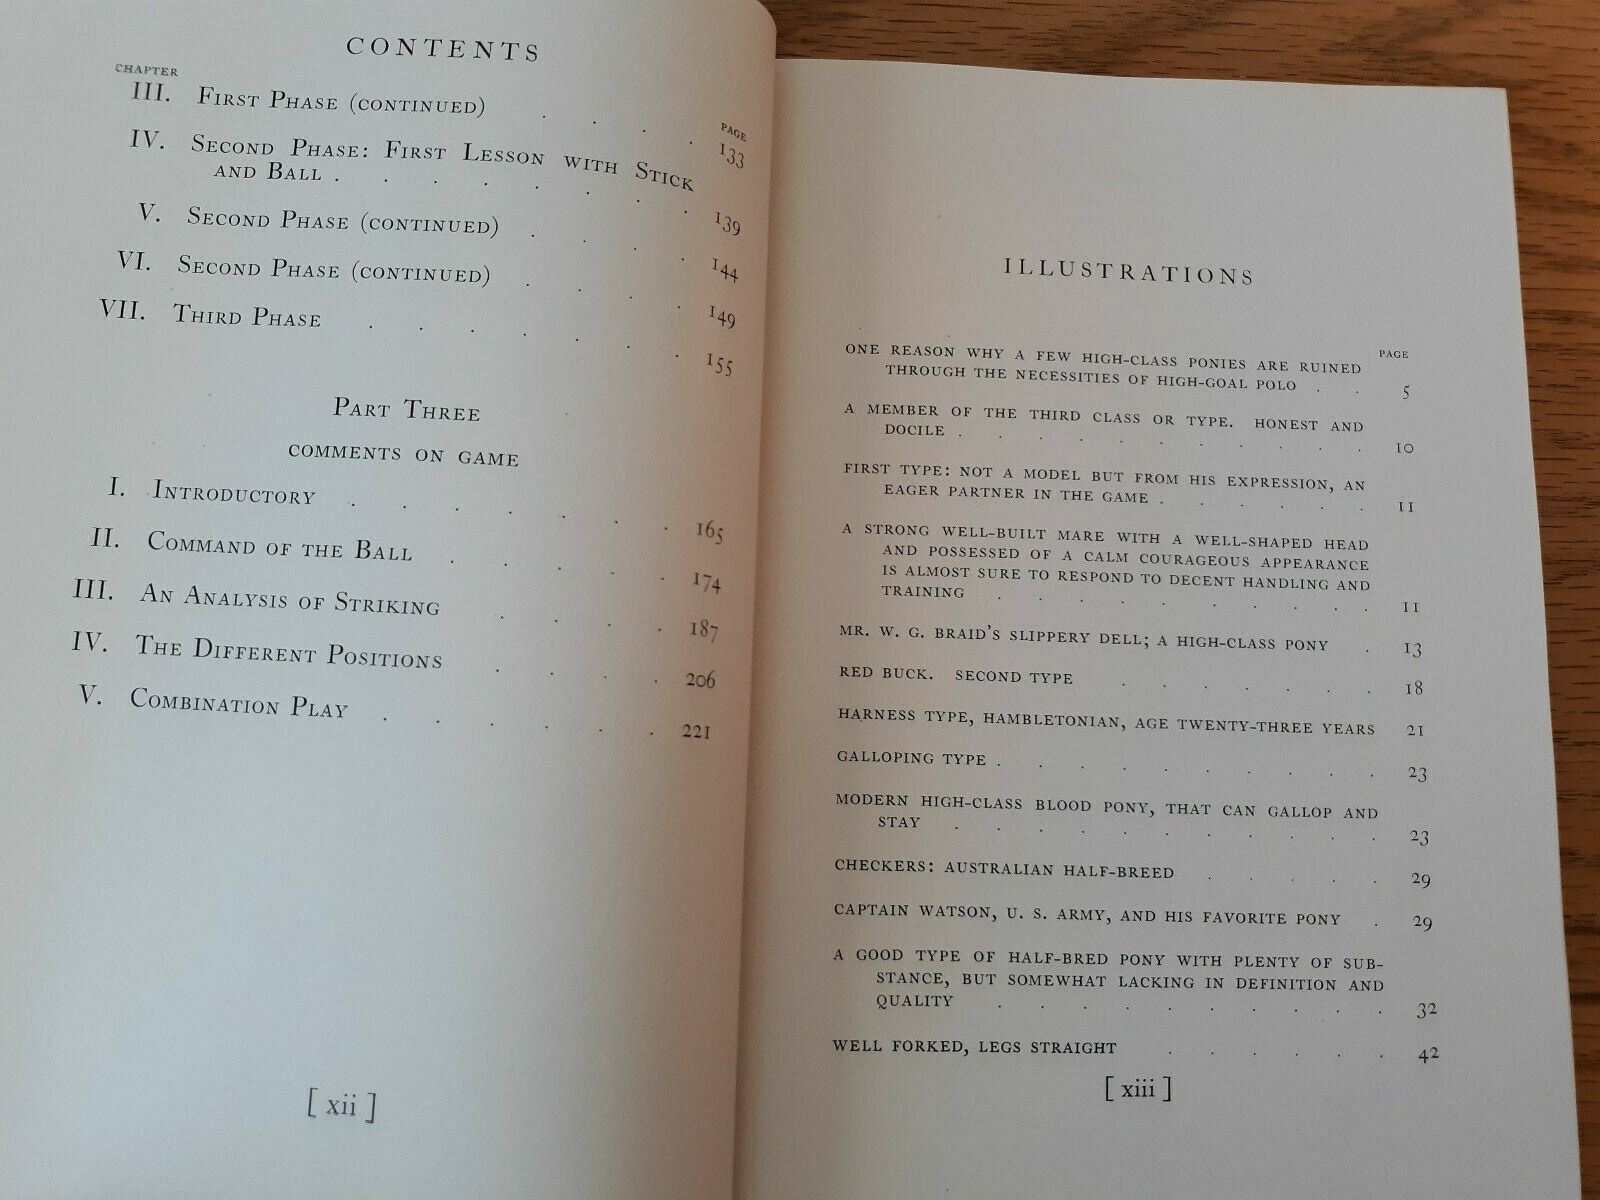 CONTENTS
CHAPTER
PAGE
III. First Phase (continued) . . . . 133
IV. Second Phase: First Lesson with Stick
and Ball . . . . . . . . . 139
V. Second Phase (continued) . . . . 144
VI. Second Phase (continued) . . . . 149
VII. Third Phase . . . . . . . 155
Part Three
COMMENTS ON GAME
I. Introductory . . . . . . . 165
II. Command of the Ball . . . . . 174
III. An Analysis of Striking . . . . 187
IV. The Different Positions . . . . 206
V. Combination Play . . . . . 221
[ xii ]
ILLUSTRATIONS
PAGE
ONE REASON WHY A FEW HIGH-CLASS PONIES ARE RUINED
THROUGH THE NECESSITIES OF HIGH-GOAL POLO . . 5
A MEMBER OF THE THIRD CLASS OR TYPE. HONEST AND
DOCILE . . . . . . . . . . . 10
FIRST TYPE: NOT A MODEL BUT FROM HIS EXPRESSION, AN
EAGER PARTNER IN THE GAME . . . . . . 11
A STRONG WELL-BUILT MARE WITH A WELL-SHAPED HEAD
AND POSSESSED OF A CALM COURAGEOUS APPEARANCE
IS ALMOST SURE TO RESPOND TO DECENT HANDLING AND
TRAINING . . . . . . . . . . 11
MR. W. G. BRAID'S SLIPPERY DELL; A HIGH-CLASS PONY . 13
RED BUCK. SECOND TYPE . . . . . . . 18
HARNESS TYPE, HAMBLETONIAN, AGE TWENTY-THREE YEARS 21
GALLOPING TYPE . . . . . . . . . . 23
MODERN HIGH-CLASS BLOOD PONY, THAT CAN GALLOP AND
STAY . . . . . . . . . . . 23
CHECKERS: AUSTRALIAN HALF-BREED . . . . . 29
CAPTAIN WATSON, U. S. ARMY, AND HIS FAVORITE PONY . 29
A GOOD TYPE OF HALF-BRED PONY WITH PLENTY OF SUB-
STANCE, BUT SOMEWHAT LACKING IN DEFINITION AND
QUALITY . . . . . . . . . . 32
WELL FORKED, LEGS STRAIGHT . . . . . . 42
[ xiii ]